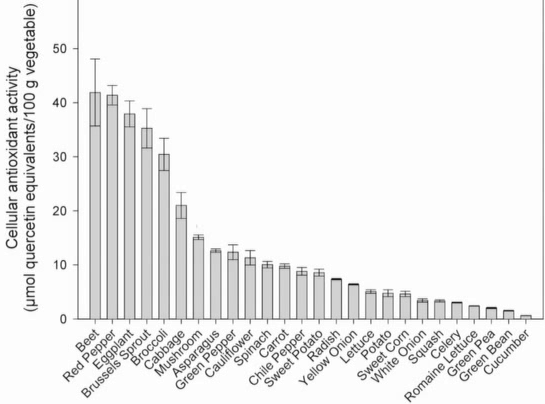 Cellular antioxidant activity
(µmol quercetin equivalents/100 g vegetable)
50
40
30
20
10
0
Beet
Red Pepper
Eggplant
Brussels Sprout
Broccoli
Cabbage
Mushroom
Asparagus
Green Pepper
Cauliflower
Spinach
Carrot
Chile Pepper
Sweet Potato
Radish
Yellow Onion
Lettuce
Potato
Sweet Corn
White Onion
Squash
Celery
Romaine Lettuce
Green Pea
Green Bean
Cucumber